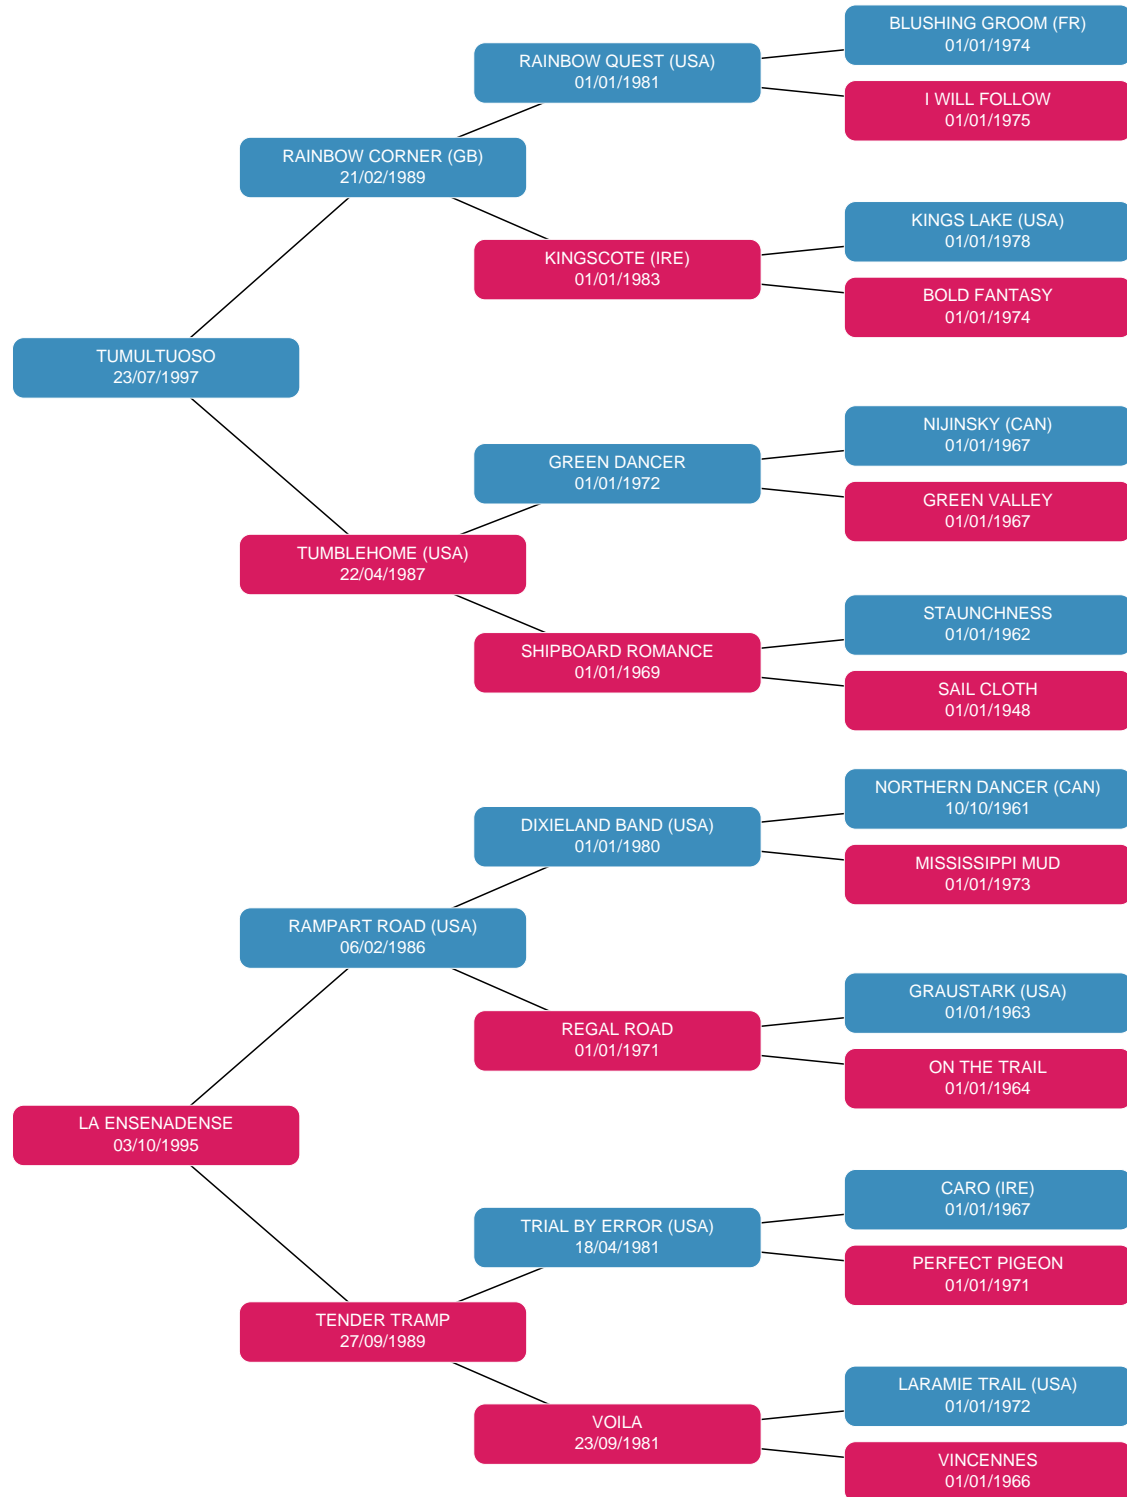 BLUSHING GROOM (FR)
01/01/1974
RAINBOW QUEST (USA)
01/01/1981
I WILL FOLLOW
01/01/1975
RAINBOW CORNER (GB)
21/02/1989
KINGS LAKE (USA)
01/01/1978
KINGSCOTE (IRE)
01/01/1983
BOLD FANTASY
01/01/1974
TUMULTUOSO
23/07/1997
NIJINSKY (CAN)
01/01/1967
GREEN DANCER
01/01/1972
GREEN VALLEY
01/01/1967
TUMBLEHOME (USA)
22/04/1987
STAUNCHNESS
01/01/1962
SHIPBOARD ROMANCE
01/01/1969
SAIL CLOTH
01/01/1948
NORTHERN DANCER (CAN)
10/10/1961
DIXIELAND BAND (USA)
01/01/1980
MISSISSIPPI MUD
01/01/1973
RAMPART ROAD (USA)
06/02/1986
GRAUSTARK (USA)
01/01/1963
REGAL ROAD
01/01/1971
ON THE TRAIL
01/01/1964
LA ENSENADENSE
03/10/1995
CARO (IRE)
01/01/1967
TRIAL BY ERROR (USA)
18/04/1981
PERFECT PIGEON
01/01/1971
TENDER TRAMP
27/09/1989
LARAMIE TRAIL (USA)
01/01/1972
VOILA
23/09/1981
VINCENNES
01/01/1966